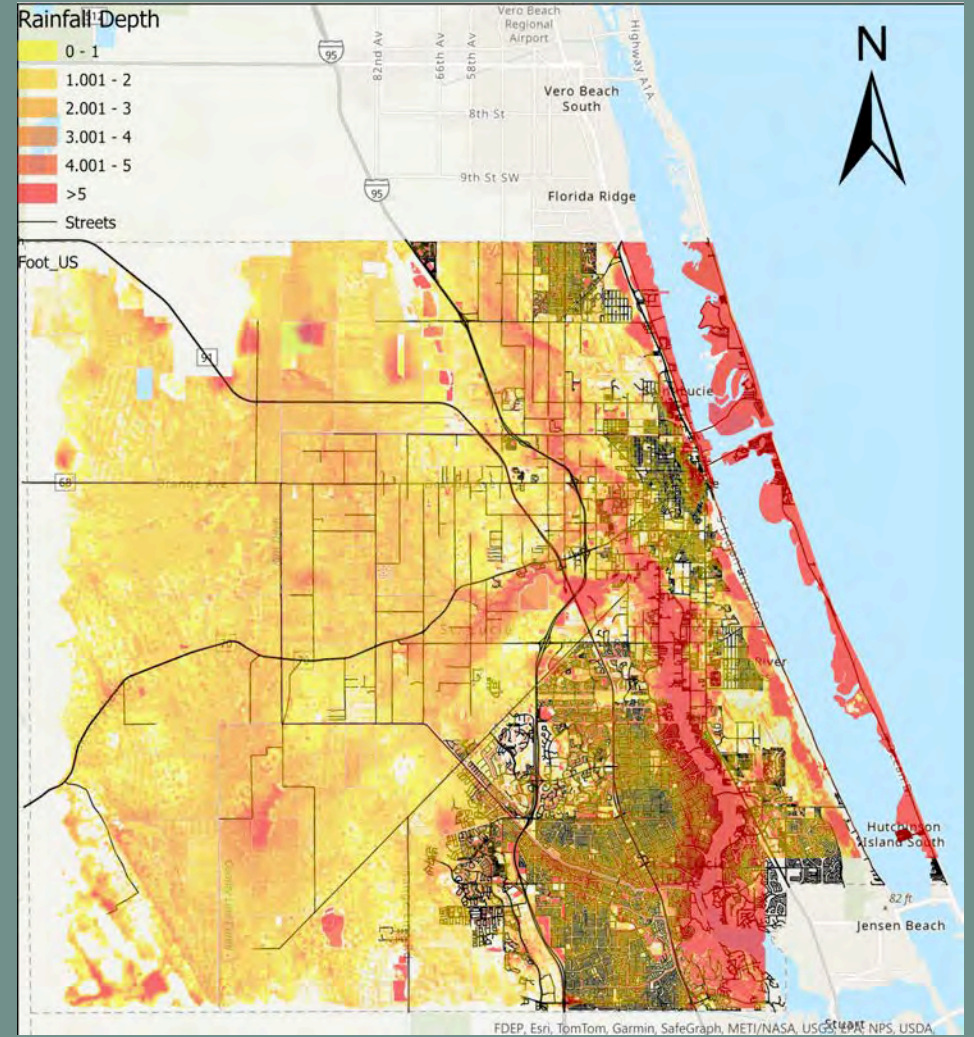 Rainfall Depth
0 - 1
1.001 - 2
2.001 - 3
3.001 - 4
4.001 - 5
>5
Streets
Foot_US
Vero Beach
Regional
Airport
95
82nd Av
66th Av
58th Av
Highway A1A
N
Vero Beach
South
8th St
9th St SW
95
Florida Ridge
91
Lucie
68
Orange Ave
River
Hutchinson
Island South
82 ft
Jensen Beach
Stuart
FDEP, Esri, TomTom, Garmin, SafeGraph, METI/NASA, USGS, EPA, NPS, USDA,